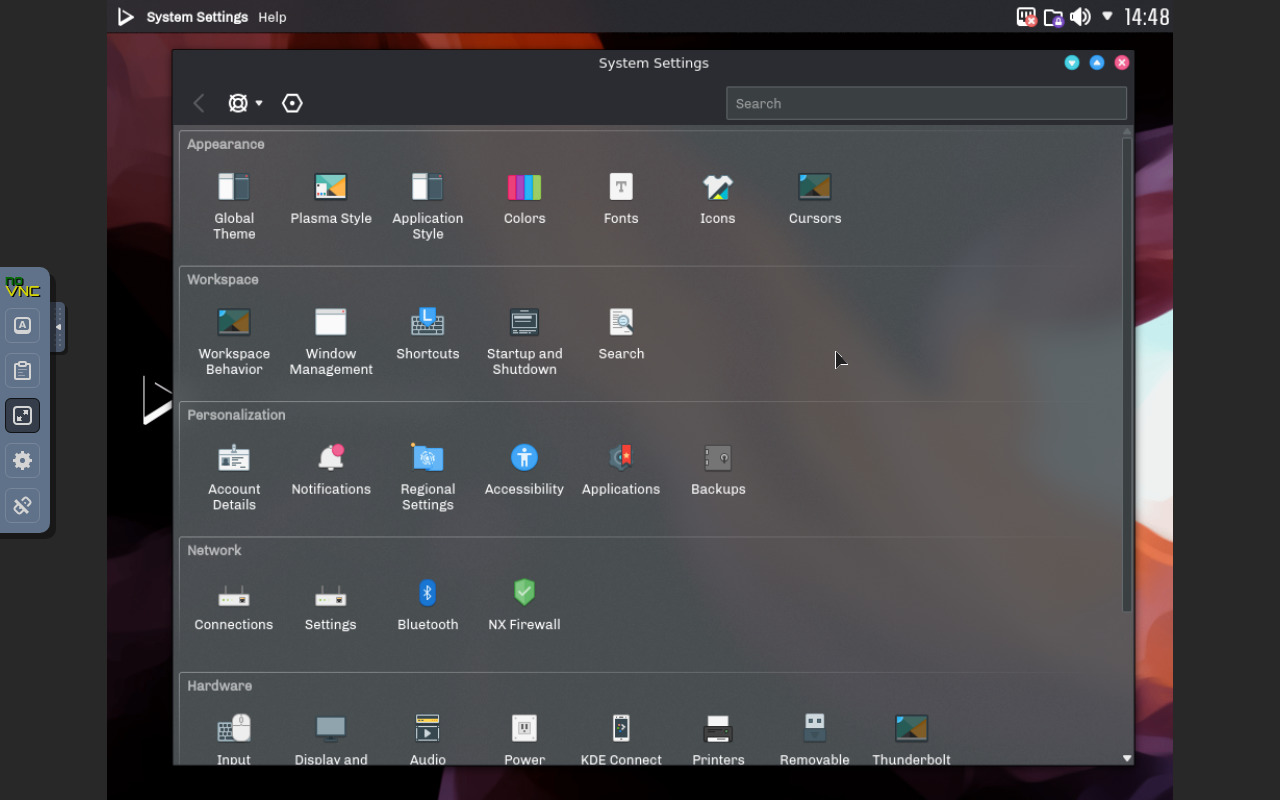 System Settings Help
14:48
System Settings
Search
Appearance
Global
Theme
Plasma Style
Application
Style
Colors
Fonts
Icons
Cursors
Workspace
Workspace
Behavior
Window
Management
Shortcuts
Startup and
Shutdown
Search
Personalization
Account
Details
Notifications
Regional
Settings
Accessibility
Applications
Backups
Network
Connections
Settings
Bluetooth
NX Firewall
Hardware
Input
Display and
Audio
Power
KDE Connect
Printers
Removable
Thunderbolt
no
VNC
A